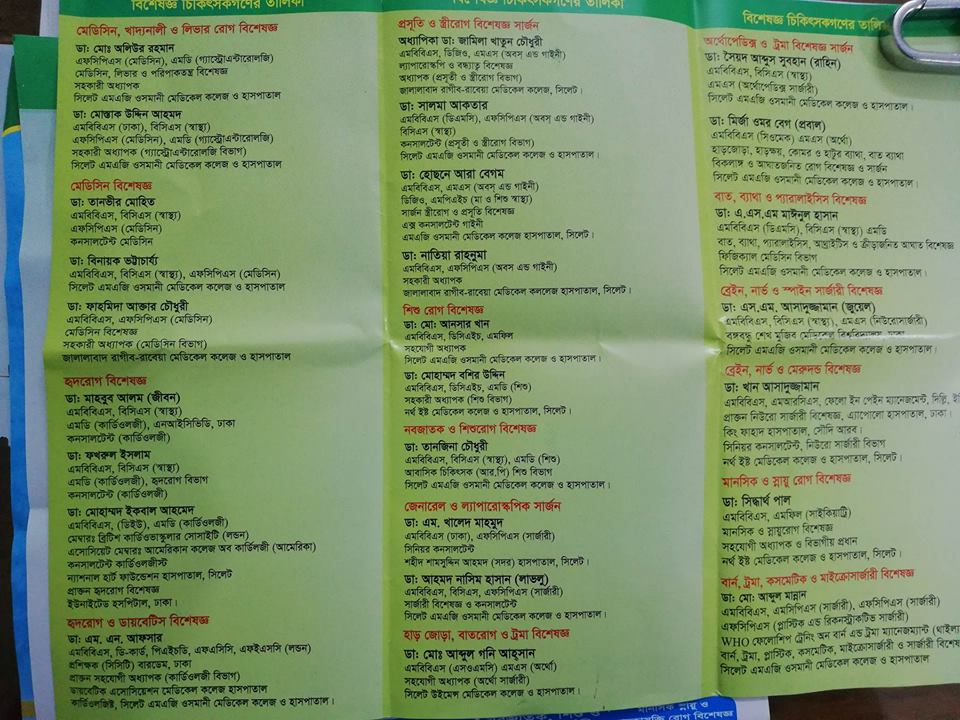 বিশেষজ্ঞ চিকিৎসকগণের তালিকা
মেডিসিন, খাদ্যনালী ও লিভার রোগ বিশেষজ্ঞ
ডা: মোঃ অলিউর রহমান
এফসিপিএস (মেডিসিন), এমডি (গ্যাস্ট্রোএন্টারোলজি)
মেডিসিন, লিভার ও পরিপাকতন্ত্র বিশেষজ্ঞ
সহকারী অধ্যাপক
সিলেট এমএজি ওসমানী মেডিকেল কলেজ ও হাসপাতাল
ডা: মোস্তাক উদ্দিন আহমদ
এমবিবিএস (ঢাকা), বিসিএস (স্বাস্থ্য)
এফসিপিএস (মেডিসিন), এমডি (গ্যাস্ট্রোএন্টারোলজি)
সহকারী অধ্যাপক (গ্যাস্ট্রোএন্টারোলজি বিভাগ)
সিলেট এমএজি ওসমানী মেডিকেল কলেজ ও হাসপাতাল
মেডিসিন বিশেষজ্ঞ
ডা: তানভীর মোহিত
এমবিবিএস, বিসিএস (স্বাস্থ্য)
এফসিপিএস (মেডিসিন)
কনসালটেন্ট মেডিসিন
ডা: বিনায়ক ভট্টাচার্য্য
এমবিবিএস, বিসিএস (স্বাস্থ্য), এফসিপিএস (মেডিসিন)
সিলেট এমএজি ওসমানী মেডিকেল কলেজ ও হাসপাতাল
ডা: ফাহমিদা আক্তার চৌধুরী
এমবিবিএস, এফসিপিএস (মেডিসিন)
মেডিসিন বিশেষজ্ঞ
সহকারী অধ্যাপক (মেডিসিন বিভাগ)
জালালাবাদ রাগীব-রাবেয়া মেডিকেল কলেজ ও হাসপাতাল
হৃদরোগ বিশেষজ্ঞ
ডা: মাহবুব আলম (জীবন)
এমবিবিএস, বিসিএস (স্বাস্থ্য)
এমডি (কার্ডিওলজী), এনআইসিভিডি, ঢাকা
কনসালটেন্ট (কার্ডিওলজী)
ডা: ফখরুল ইসলাম
এমবিবিএস, বিসিএস (স্বাস্থ্য)
এমডি (কার্ডিওলজী), হৃদরোগ বিভাগ
কনসালটেন্ট (কার্ডিওলজী)
ডা: মোহাম্মদ ইকবাল আহমেদ
এমবিবিএস, (ডিইউ), এমডি (কার্ডিওলজী)
মেম্বারঃ ব্রিটিশ কার্ডিওভাস্কুলার সোসাইটি (লন্ডন)
এসোসিয়েট মেম্বারঃ আমেরিকান কলেজ অব কার্ডিলজী (আমেরিকা)
কনসালটেন্ট কার্ডিওলজীস্ট
ন্যাশনাল হার্ট ফাউন্ডেশন হাসপাতাল, সিলেট
প্রাক্তন হৃদরোগ বিশেষজ্ঞ
ইউনাইটেড হসপিটাল, ঢাকা।
হৃদরোগ ও ডায়বেটিস বিশেষজ্ঞ
ডা: এম. এন. আফসার
এমবিবিএস, ডি-কার্ড, পিএইচডি, এফএসিসি, এফইএসসি (লন্ডন)
প্রশিক্ষক (সিসিটি) বারডেম, ঢাকা
প্রাক্তন সহযোগী অধ্যাপক (কার্ডিওলজী বিভাগ)
ডায়বেটিক এসোসিয়েশন মেডিকেল কলেজ হাসপাতাল
কার্ডিওলজিষ্ট, সিলেট এমএজি ওসমানী মেডিকেল কলেজ ও হাসপাতাল।
বিশেষজ্ঞ চিকিৎসকগণের তালিকা
প্রসূতি ও স্ত্রীরোগ বিশেষজ্ঞ সার্জন
অধ্যাপিকা ডা: জামিলা খাতুন চৌধুরী
এমবিবিএস, ডিজিও, এমএস (অবস্ এন্ড গাইনী)
ল্যাপারোস্কপি ও বন্ধ্যাত্ব বিশেষজ্ঞ
অধ্যাপক (প্রসূতী ও স্ত্রীরোগ বিভাগ)
জালালাবাদ রাগীব-রাবেয়া মেডিকেল কলেজ, সিলেট।
ডা: সালমা আকতার
এমবিবিএস (ডিএমসি), এফসিপিএস (অবস্ এন্ড গাইনী)
বিসিএস (স্বাস্থ্য)
কনসালটেন্ট (প্রসূতী ও স্ত্রীরোগ বিভাগ)
সিলেট এমএজি ওসমানী মেডিকেল কলেজ ও হাসপাতাল।
ডা: হোছনে আরা বেগম
এমবিবিএস, এমএস (অবস্ এন্ড গাইনী)
ডিজিও, এমপিএইচ (মা ও শিশু স্বাস্থ্য)
সার্জন স্ত্রীরোগ ও প্রসূতি বিশেষজ্ঞ
এক্স কনসালটেন্ট গাইনী
এমএজি ওসমানী মেডিকেল কলেজ হাসপাতাল, সিলেট।
ডা: নাতিয়া রাহনুমা
এমবিবিএস, এফসিপিএস (অবস এন্ড গাইনী)
সহকারী অধ্যাপক
জালালাবাদ রাগীব-রাবেয়া মেডিকেল কললেজ হাসপাতাল, সিলেট।
শিশু রোগ বিশেষজ্ঞ
ডা: মো: আনসার খান
এমবিবিএস, ডিসিএইচ, এমফিল
সহযোগী অধ্যাপক
সিলেট এমএজি ওসমানী মেডিকেল কলেজ ও হাসপাতাল।
ডা: মোহাম্মদ বশির উদ্দিন
এমবিবিএস, ডিসিএইচ, এমডি (শিশু)
সহকারী অধ্যাপক (শিশু বিভাগ)
নর্থ ইষ্ট মেডিকেল কলেজ ও হাসপাতাল, সিলেট।
নবজাতক ও শিশুরোগ বিশেষজ্ঞ
ডা: তানজিনা চৌধুরী
এমবিবিএস, বিসিএস (স্বাস্থ্য), এমডি (শিশু)
আবাসিক চিকিত্সক (আর,পি) শিশু বিভাগ
সিলেট এমএজি ওসমানী মেডিকেল কলেজ ও হাসপাতাল।
জেনারেল ও ল্যাপারোস্কপিক সার্জন
ডা: এম. খালেদ মাহমুদ
এমবিবিএস (ঢাকা), এফসিপিএস (সার্জারী)
সিনিয়র কনসালটেন্ট
শহীদ শামসুদ্দিন আহমদ (সদর) হাসপাতাল, সিলেট।
ডা: আহমদ নাসিম হাসান (লাভলু)
এমবিবিএস, বিসিএস, এফসিপিএস (সার্জারী)
সার্জারী বিশেষজ্ঞ ও কনসালটেন্ট
সিলেট এমএজি ওসমানী মেডিকেল কলেজ ও হাসপাতাল।
হাড় জোড়া, বাতরোগ ও ট্রমা বিশেষজ্ঞ
ডা: মোঃ আব্দুল গনি আহ্সান
এমবিবিএস (এসওএমসি) এমএস (অর্থো)
সহযোগী অধ্যাপক (অর্থো সার্জারী)
সিলেট উইমেন্স মেডিকেল কলেজ ও হাসপাতাল।
বিশেষজ্ঞ চিকিৎসকগণের তালি
অর্থোপেডিক্স ও ট্রমা বিশেষজ্ঞ সার্জন
ডা: সৈয়দ আব্দুস সুবহান (রাহিন)
এমবিবিএস, বিসিএস (স্বাস্থ্য)
এমএস (অর্থোপেডিক্স সার্জারী)
সিলেট এমএজি ওসমানী মেডিকেল কলেজ ও হাসপাতাল।
ডা: মির্জা ওমর বেগ (প্রবাল)
এমবিবিএস (সিওমেক) এমএস (অর্থো)
হাড়জোড়া, হাড়ক্ষয়, কোমর ও হাটুর ব্যাথা, বাত ব্যাথা
বিকলাঙ্গ ও আঘাতজনিত রোগ বিশেষজ্ঞ ও সার্জন
সিলেট এমএজি ওসমানী মেডিকেল কলেজ ও হাসপাতাল।
বাত, ব্যাথা ও প্যারালাইসিস বিশেষজ্ঞ
ডা: এ.এস.এম মাঈনুল হাসান
এমবিবিএস (ডিএমসি), বিসিএস (স্বাস্থ্য) এমডি
বাত, ব্যাথা, প্যারালাইসিস, আথ্রাইটিস ও ক্রীড়াজনিত আঘাত বিশেষজ্ঞ
ফিজিক্যাল মেডিসিন বিভাগ
সিলেট এমএজি ওসমানী মেডিকেল কলেজ ও হাসপাতাল।
ব্রেইন, নার্ভ ও স্পাইন সার্জারী বিশেষজ্ঞ
ডা: এস.এম. আসাদুজ্জামান (জুয়েল)
এমবিবিএস, বিসিএস (স্বাস্থ্য), এমএস (নিউরোসার্জারী)
বঙ্গবন্ধু শেখ মুজিব মেডিকেল বিশ্ববিদ্যালয়, ঢাকা
সিলেট এমএজি ওসমানী মেডিকেল কলেজ ও হাসপাতাল।
ব্রেইন, নার্ভ ও মেরুদন্ড বিশেষজ্ঞ
ডা: খান আসাদুজ্জামান
এমবিবিএস, এমআরসিএস, ফেলো ইন পেইন ম্যানেজমেন্ট, দিল্লি,
প্রাক্তন নিউরো সার্জারী বিশেষজ্ঞ, এ্যাপোলো হাসপাতাল, ঢাকা।
কিং ফাহাদ হাসপাতাল, সৌদি আরব।
সিনিয়র কনসালটেন্ট, নিউরো সার্জারী বিভাগ
নর্থ ইষ্ট মেডিকেল কলেজ ও হাসপাতাল, সিলেট।
মানসিক ও স্নায়ু রোগ বিশেষজ্ঞ
ডা: সিদ্ধার্থ পাল
এমবিবিএস, এমফিল (সাইকিয়াট্রি)
মানসিক ও স্নায়ুরোগ বিশেষজ্ঞ
সহযোগী অধ্যাপক ও বিভাগীয় প্রধান
নর্থ ইষ্ট মেডিকেল কলেজ ও হাসপাতাল, সিলেট।
বার্ন, ট্রমা, কসমেটিক ও মাইক্রোসার্জারী বিশেষজ্ঞ
ডা: মো: আব্দুল মান্নান
এমবিবিএস, এমসিপিএস (সার্জারী), এফসিপিএস (সার্জারী)
এফসিপিএস (প্লাস্টিক এন্ড রিকনস্ট্রাকটিভ সার্জারী)
WHO ফেলোশিপ ট্রেনিং অন বার্ন এন্ড ট্রমা ম্যানেজম্যান্ট
বার্ন, ট্রমা, প্লাস্টিক, কসমেটিক, মাইক্রোসার্জারী ও সার্জারী বিশেষজ্ঞ
সিলেট এমএজি ওসমানী মেডিকেল কলেজ ও হাসপাতাল
মানসিক স্নায়ু ও
রোগ বিশেষজ্ঞ